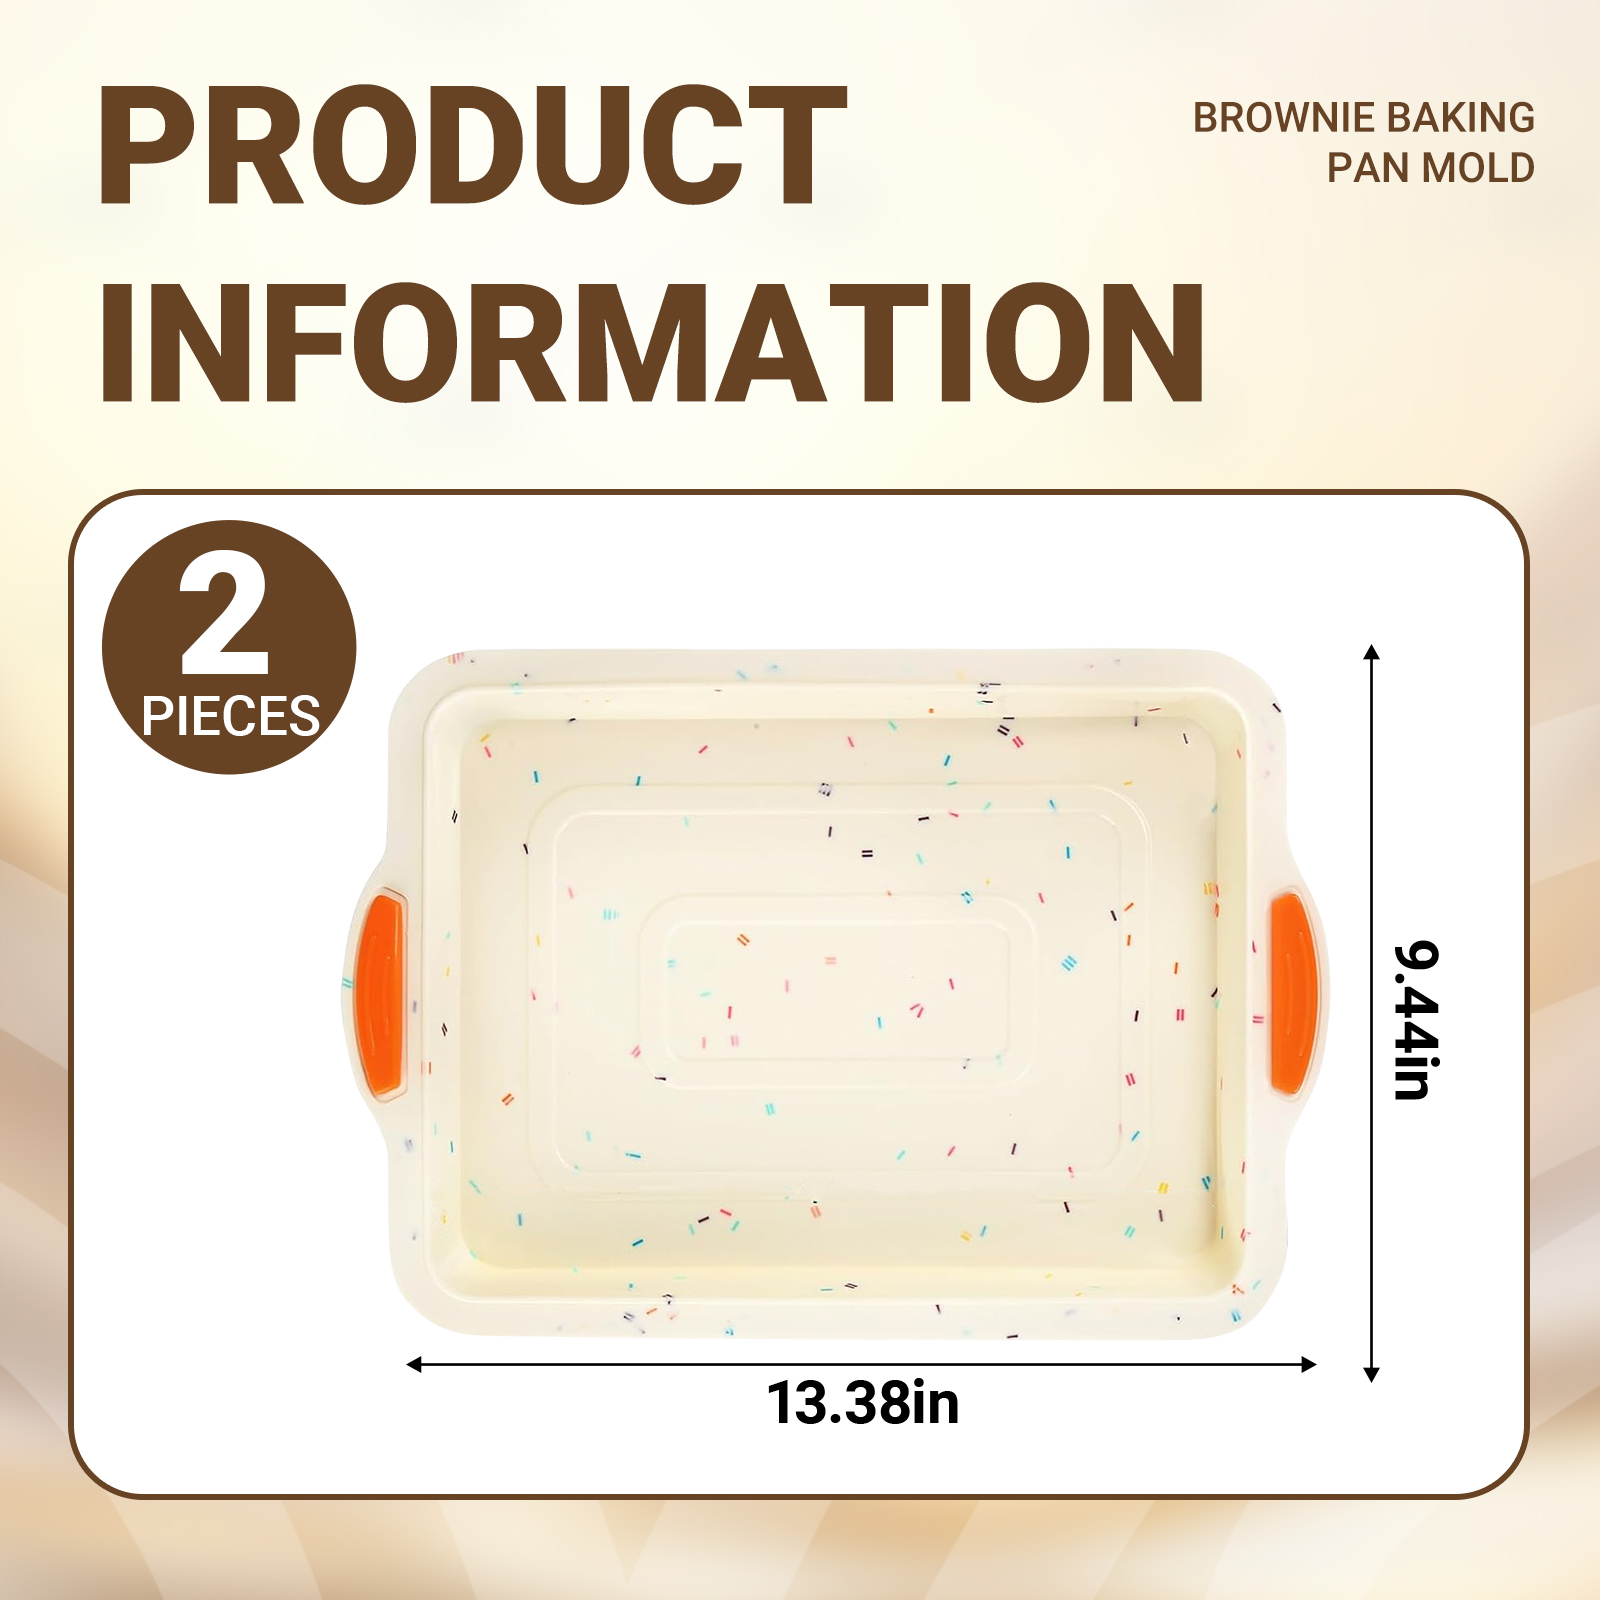 PRODUCT
INFORMATION
BROWNIE BAKING
PAN MOLD
2
PIECES
9.44in
13.38in